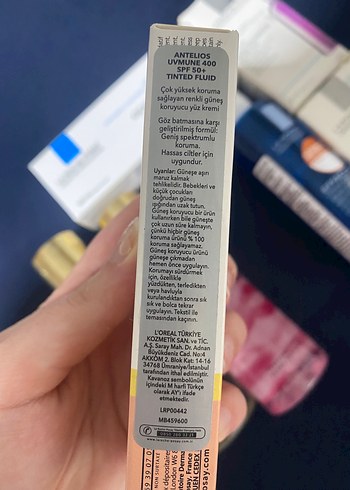 ANTELIOS
UVMUNE 400
SPF 50+
TINTED FLUID
Çok yüksek koruma
sağlayan renkli güneş
koruyucu yüz kremi
Göz batmasına karşı
geliştirilmiş formül:
Geniş spektrumlu
koruma.
Hassas ciltler için
uygundur.
Uyarılar: Güneşe aşırı
maruz kalmak
tehlikelidir. Bebekleri ve
küçük çocukları
doğrudan güneş
ışığından uzak tutun.
Güneş koruyucu bir ürün
kullanırken bile güneşte
çok uzun süre kalmayın,
çünkü hiçbir güneş
koruma ürünü % 100
koruma sağlayamaz.
Güneş koruyucu ürünü
güneşe çıkmadan
hemen önce uygulayın.
Korumayı sürdürmek
için, özellikle
yüzdükten, terledikten
veya havluyla
kurulandıktan sonra sık
sık ve bolca tekrar
uygulayın. Tekstil ile
temasından kaçının.
L'OREAL TÜRKİYE
KOZMETİK SAN. ve TİC.
A.Ş. Saray Mah. Dr. Adnan
Büyükdenis Cad. No:4
AKKOM 2. Blok Kat: 14-16
34768 Ümraniye/İstanbul
tarafından ithal edilmiştir.
Kavanoz sembolünün
içindeki M harfi Türkçe
olarak AY'ı ifade
etmektedir.
LRP00442
MB459600